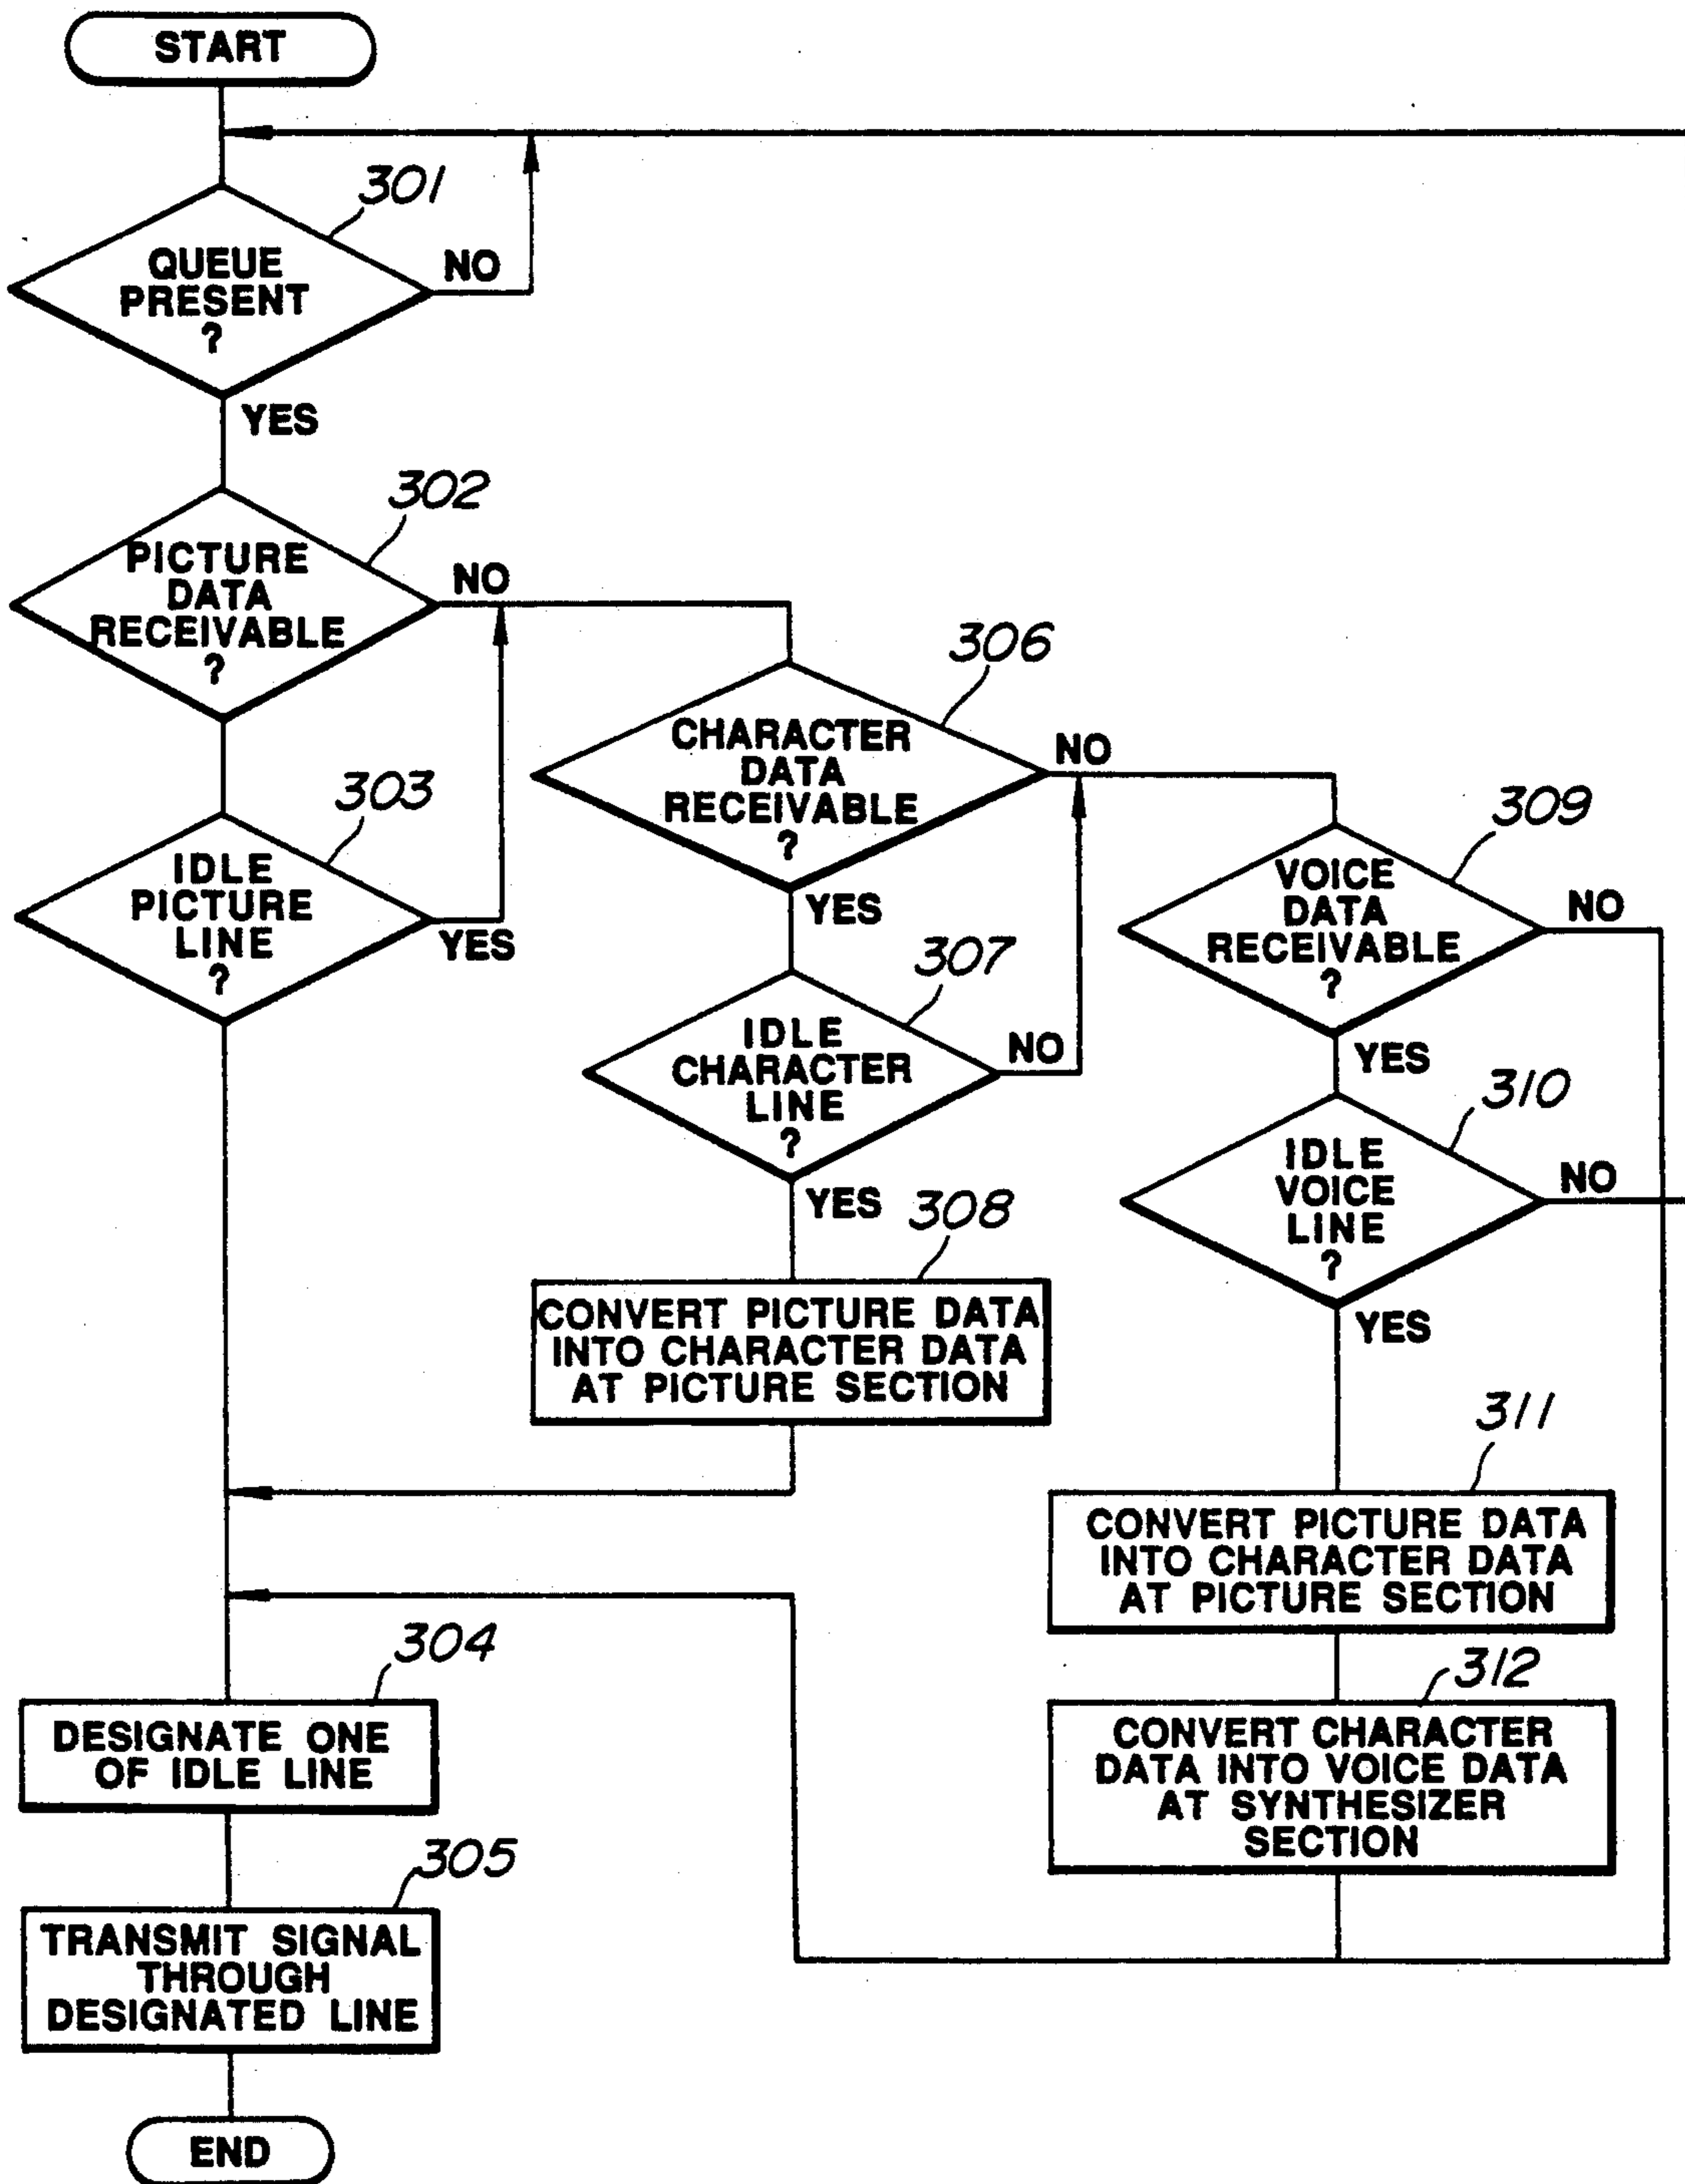 START
301
QUEUE
PRESENT
?
NO
YES
302
PICTURE
DATA
RECEIVABLE
?
NO
303
IDLE
PICTURE
LINE
?
YES
306
CHARACTER
DATA
RECEIVABLE
?
NO
YES
307
IDLE
CHARACTER
LINE
?
NO
YES
308
CONVERT PICTURE DATA
INTO CHARACTER DATA
AT PICTURE SECTION
309
VOICE
DATA
RECEIVABLE
?
NO
YES
310
IDLE
VOICE
LINE
?
NO
YES
311
CONVERT PICTURE DATA
INTO CHARACTER DATA
AT PICTURE SECTION
312
CONVERT CHARACTER
DATA INTO VOICE DATA
AT SYNTHESIZER
SECTION
304
DESIGNATE ONE
OF IDLE LINE
305
TRANSMIT SIGNAL
THROUGH
DESIGNATED LINE
END